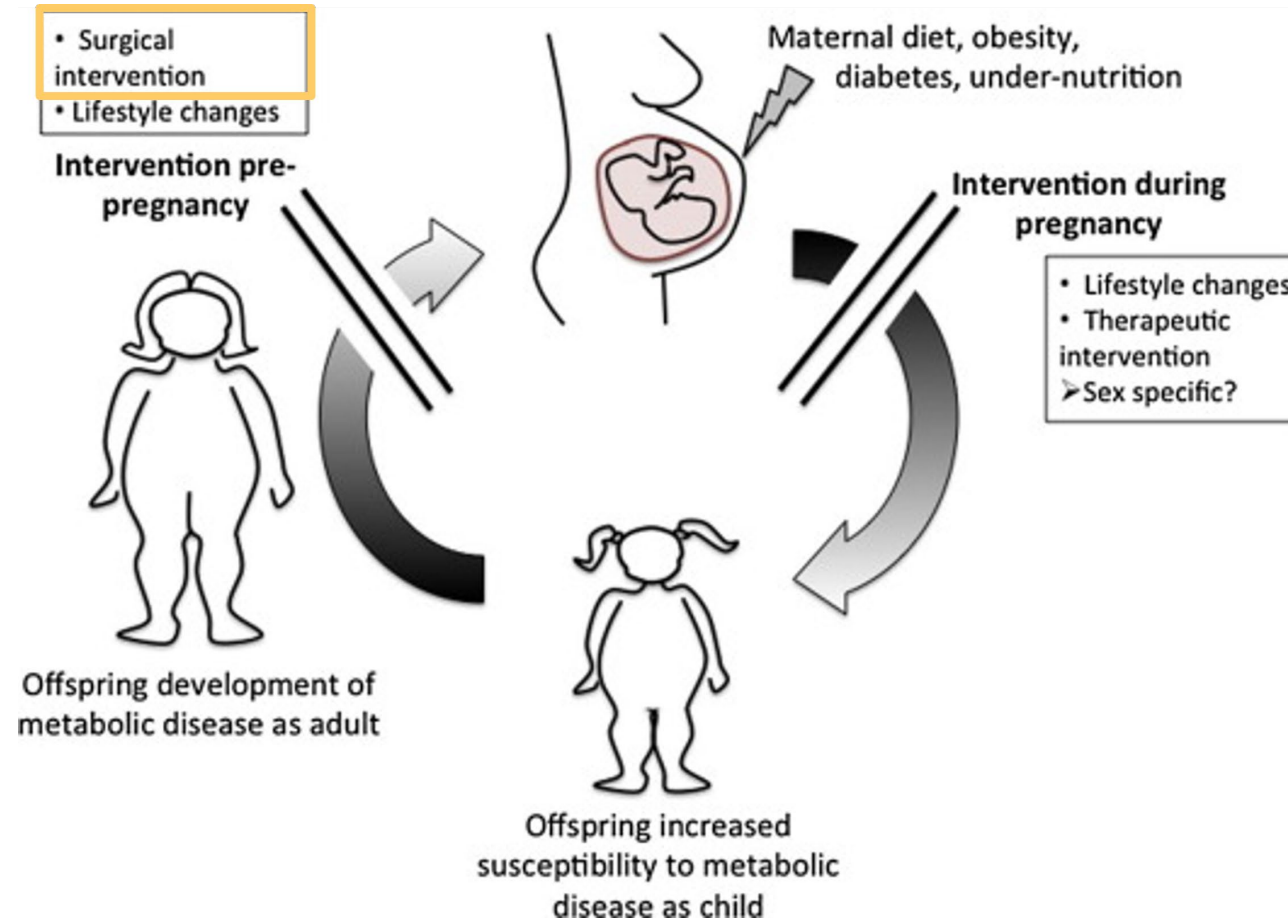 • Surgical
intervention
• Lifestyle changes
Intervention pre-
pregnancy
Maternal diet, obesity,
diabetes, under-nutrition
Intervention during
pregnancy
• Lifestyle changes
• Therapeutic
intervention
➢Sex specific?
Offspring development of
metabolic disease as adult
Offspring increased
susceptibility to metabolic
disease as child